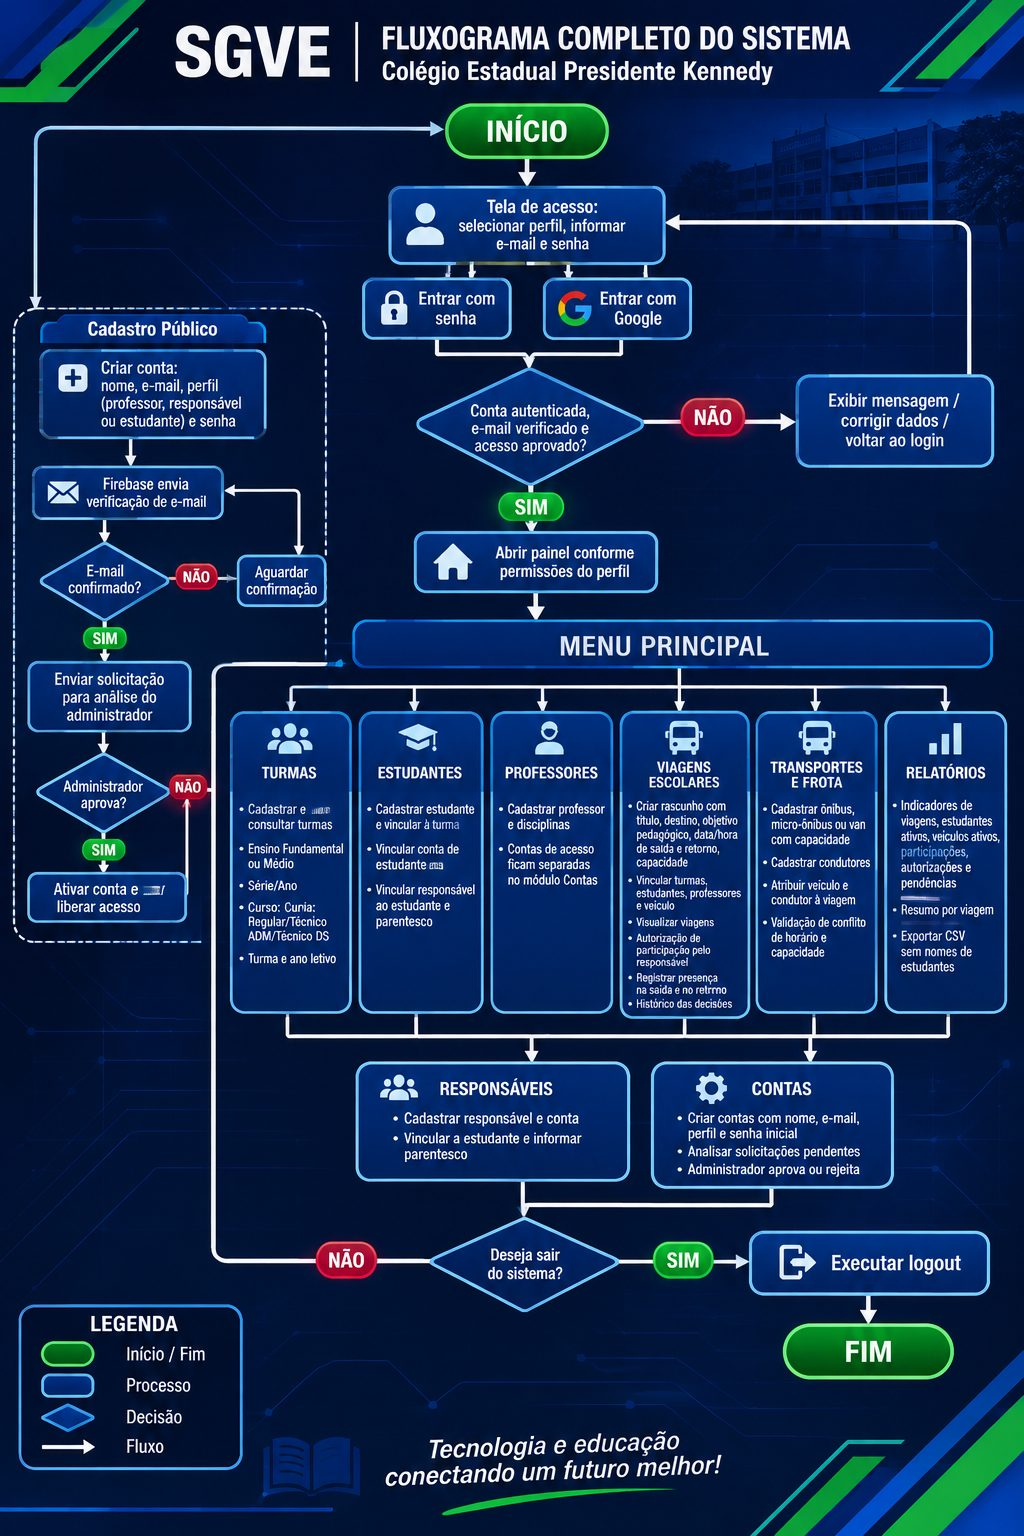 SGVE
FLUXOGRAMA COMPLETO DO SISTEMA
Colégio Estadual Presidente Kennedy
INÍCIO
Tela de acesso:
selecionar perfil, informar
e-mail e senha
Entrar com
senha
Entrar com
Google
Conta autenticada,
e-mail verificado e
acesso aprovado?
NÃO
Exibir mensagem /
corrigir dados /
voltar ao login
SIM
Abrir painel conforme
permissões do perfil
Cadastro Público
Criar conta:
nome, e-mail, perfil
(professor, responsável
ou estudante) e senha
Firebase envia
verificação de e-mail
E-mail
confirmado?
NÃO
Aguardar
confirmação
SIM
Enviar solicitação
para análise do
administrador
Administrador
aprova?
NÃO
SIM
Ativar conta e
liberar acesso
MENU PRINCIPAL
TURMAS
• Cadastrar e
consultar turmas
• Ensino Fundamental
ou Médio
• Série/Ano
• Curso: Curia:
Regular/Técnico
ADM/Técnico DS
• Turma e ano letivo
ESTUDANTES
• Cadastrar estudante
e vincular à turma
• Vincular conta de
estudante
• Vincular responsável
ao estudante e
parentesco
PROFESSORES
• Cadastrar professor
e disciplinas
• Contas de acesso
ficam separadas
no módulo Contas
VIAGENS
ESCOLARES
• Criar rascunho com
título, destino, objetivo
pedagógico, data/hora
de saída e retorno,
capacidade
• Vincular turmas,
estudantes, professores
e veículo
• Visualizar viagens
• Autorização de
participação pelo
responsável
• Registrar presença
na saída e no retrrno
• Histórico das decisões
TRANSPORTES
E FROTA
• Cadastrar ônibus,
micro-ônibus ou van
com capacidade
• Cadastrar condutores
• Atribuir veículo e
condutor à viagem
• Validação de conflito
de horário e
capacidade
RELATÓRIOS
• Indicadores de
viagens, estudantes
ativos, veículos ativos,
participações,
autorizações e
pendências
• Resumo por viagem
• Exportar CSV
sem nomes de
estudantes
RESPONSÁVEIS
• Cadastrar responsável e conta
• Vincular a estudante e informar
parentesco
CONTAS
• Criar contas com nome, e-mail,
perfil e senha inicial
• Analisar solicitações pendentes
• Administrador aprova ou rejeita
NÃO
Deseja sair
do sistema?
SIM
Executar logout
FIM
LEGENDA
Início / Fim
Processo
Decisão
Fluxo
Tecnologia e educação
conectando um futuro melhor!